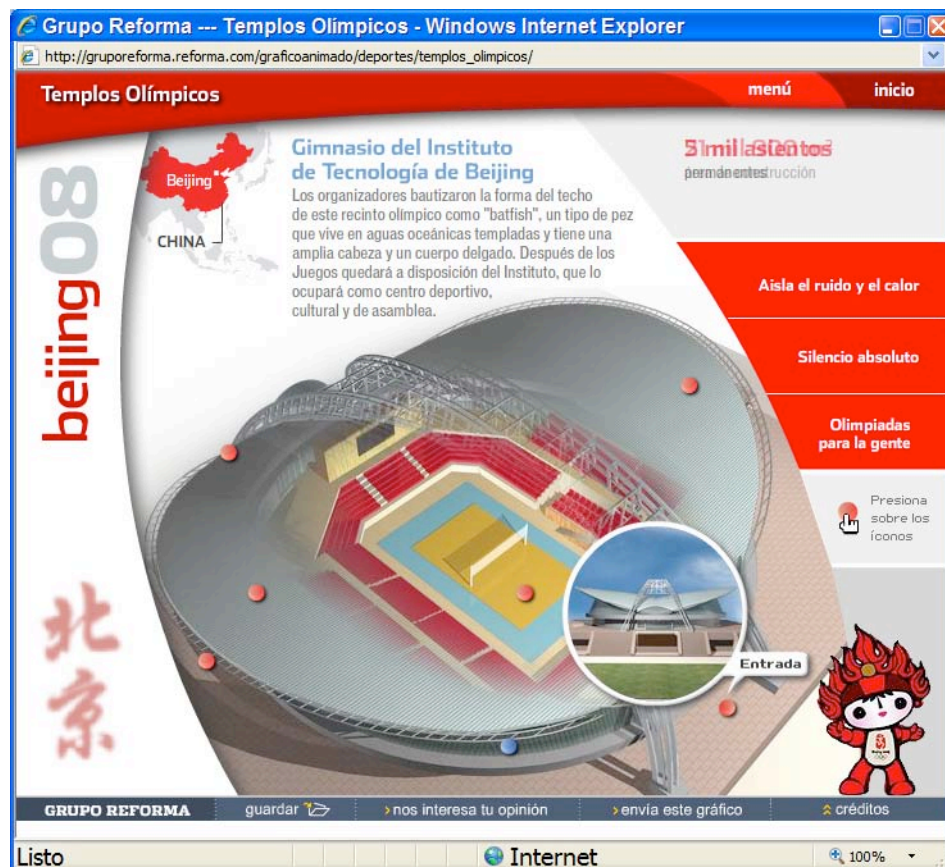 Grupo Reforma --- Templos Olímpicos - Windows Internet Explorer
http://gruporeforma.reforma.com/graficoanimado/deportes/templos_olimpicos/
Templos Olímpicos
menú
inicio
beijing08
北京
Beijing
CHINA
Gimnasio del Instituto
de Tecnología de Beijing
Los organizadores bautizaron la forma del techo
de este recinto olímpico como "batfish", un tipo de pez
que vive en aguas oceánicas templadas y tiene una
amplia cabeza y un cuerpo delgado. Después de los
Juegos quedará a disposición del Instituto, que lo
ocupará como centro deportivo,
cultural y de asamblea.
5 mil asientos
Aisla el ruido y el calor
Silencio absoluto
Olimpiadas
para la gente
Presiona
sobre los
íconos
Entrada
GRUPO REFORMA
guardar
nos interesa tu opinión
envía este gráfico
créditos
Listo
Internet
100%